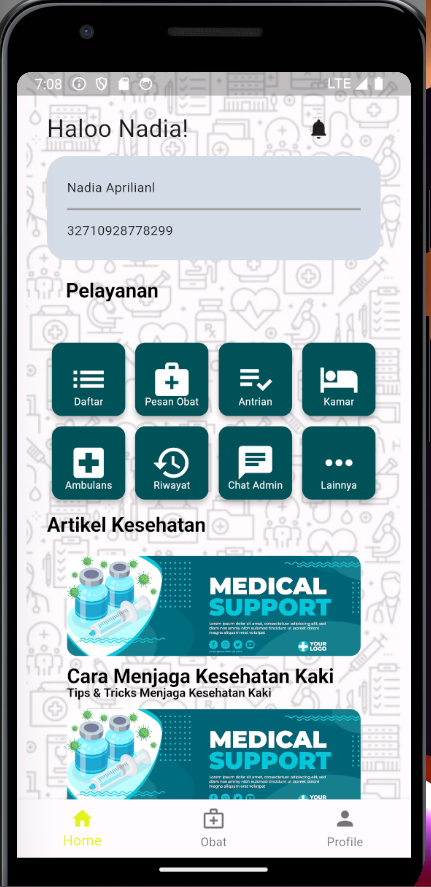 7:08
LTE
Haloo Nadia!
Nadia Aprilianl
32710928778299
Pelayanan
Daftar
Pesan Obat
Antrian
Kamar
Ambulans
Riwayat
Chat Admin
Lainnya
Artikel Kesehatan
MEDICAL
SUPPORT
YOUR
LOGO
Cara Menjaga Kesehatan Kaki
Tips & Tricks Menjaga Kesehatan Kaki
MEDICAL
SUPPORT
YOUR
Home
Obat
Profile